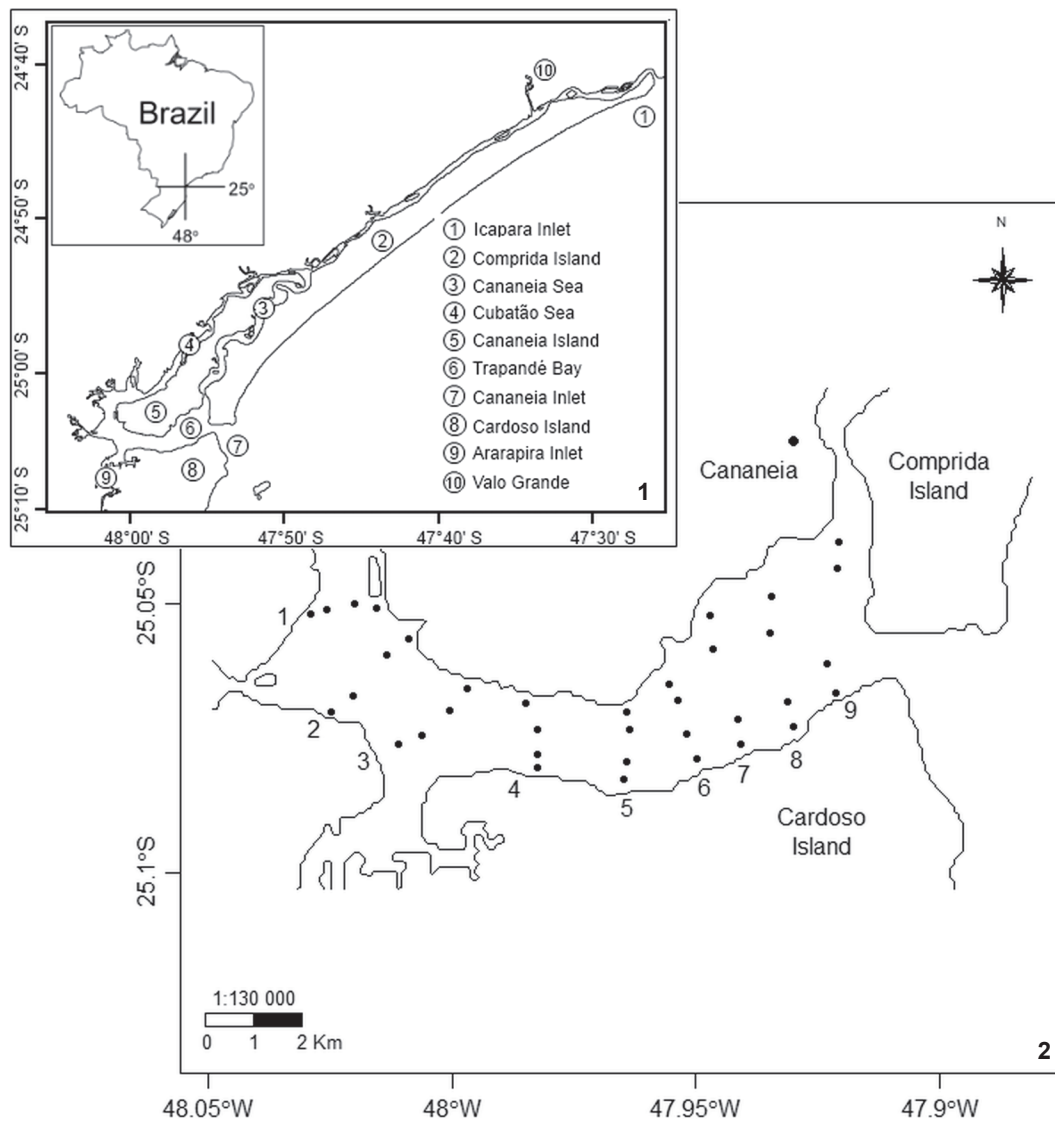 24°40' S
24°50' S
25°00' S
25°10' S
Brazil
25°
48°
10
1
2
3
4
5
6
7
8
9
1 Icapara Inlet
2 Comprida Island
3 Cananeia Sea
4 Cubatão Sea
5 Cananeia Island
6 Trapandé Bay
7 Cananeia Inlet
8 Cardoso Island
9 Ararapira Inlet
10 Valo Grande
1
48°00' S
47°50' S
47°40' S
47°30' S
N
Cananeia
Comprida
Island
25.05°S
25.1°S
1
2
3
4
5
6
7
8
9
Cardoso
Island
1:130 000
0 1 2 Km
2
48.05°W
48°W
47.95°W
47.9°W